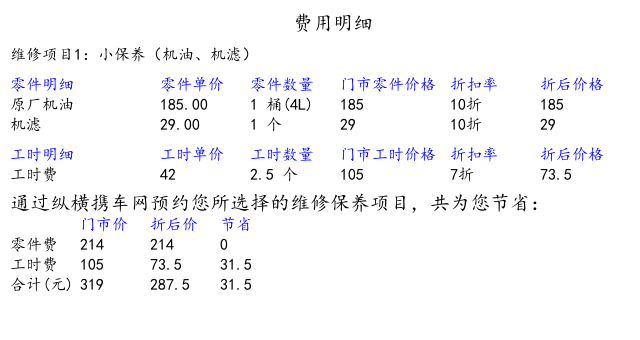 费用明细
维修项目1：小保养（机油、机滤）
零件明细 零件单价 零件数量 门市零件价格 折扣率 折后价格
原厂机油 185.00 1 桶(4L) 185 10折 185
机滤 29.00 1 个 29 10折 29
工时明细 工时单价 工时数量 门市工时价格 折扣率 折后价格
工时费 42 2.5 个 105 7折 73.5
通过纵横携车网预约您所选择的维修保养项目，共为您节省：
门市价 折后价 节省
零件费 214 214 0
工时费 105 73.5 31.5
合计(元) 319 287.5 31.5